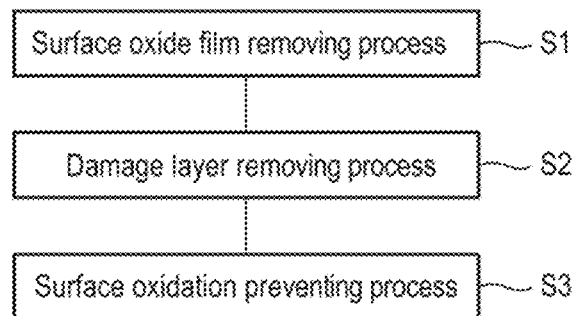 Surface oxide film removing process S1
Damage layer removing process S2
Surface oxidation preventing process S3